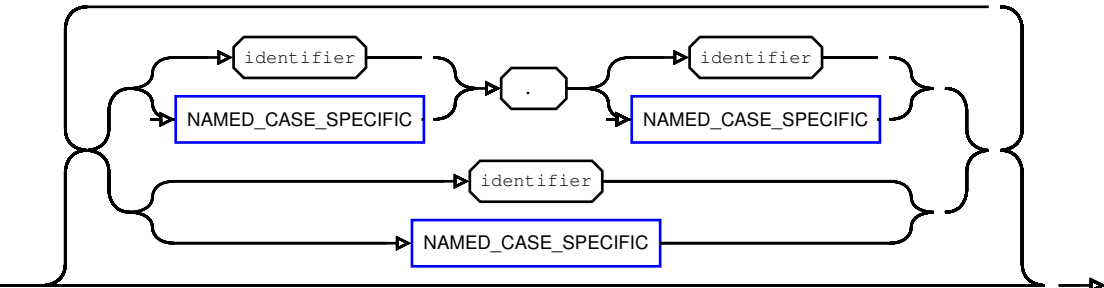 identifier . identifier
NAMED_CASE_SPECIFIC NAMED_CASE_SPECIFIC
identifier
NAMED_CASE_SPECIFIC